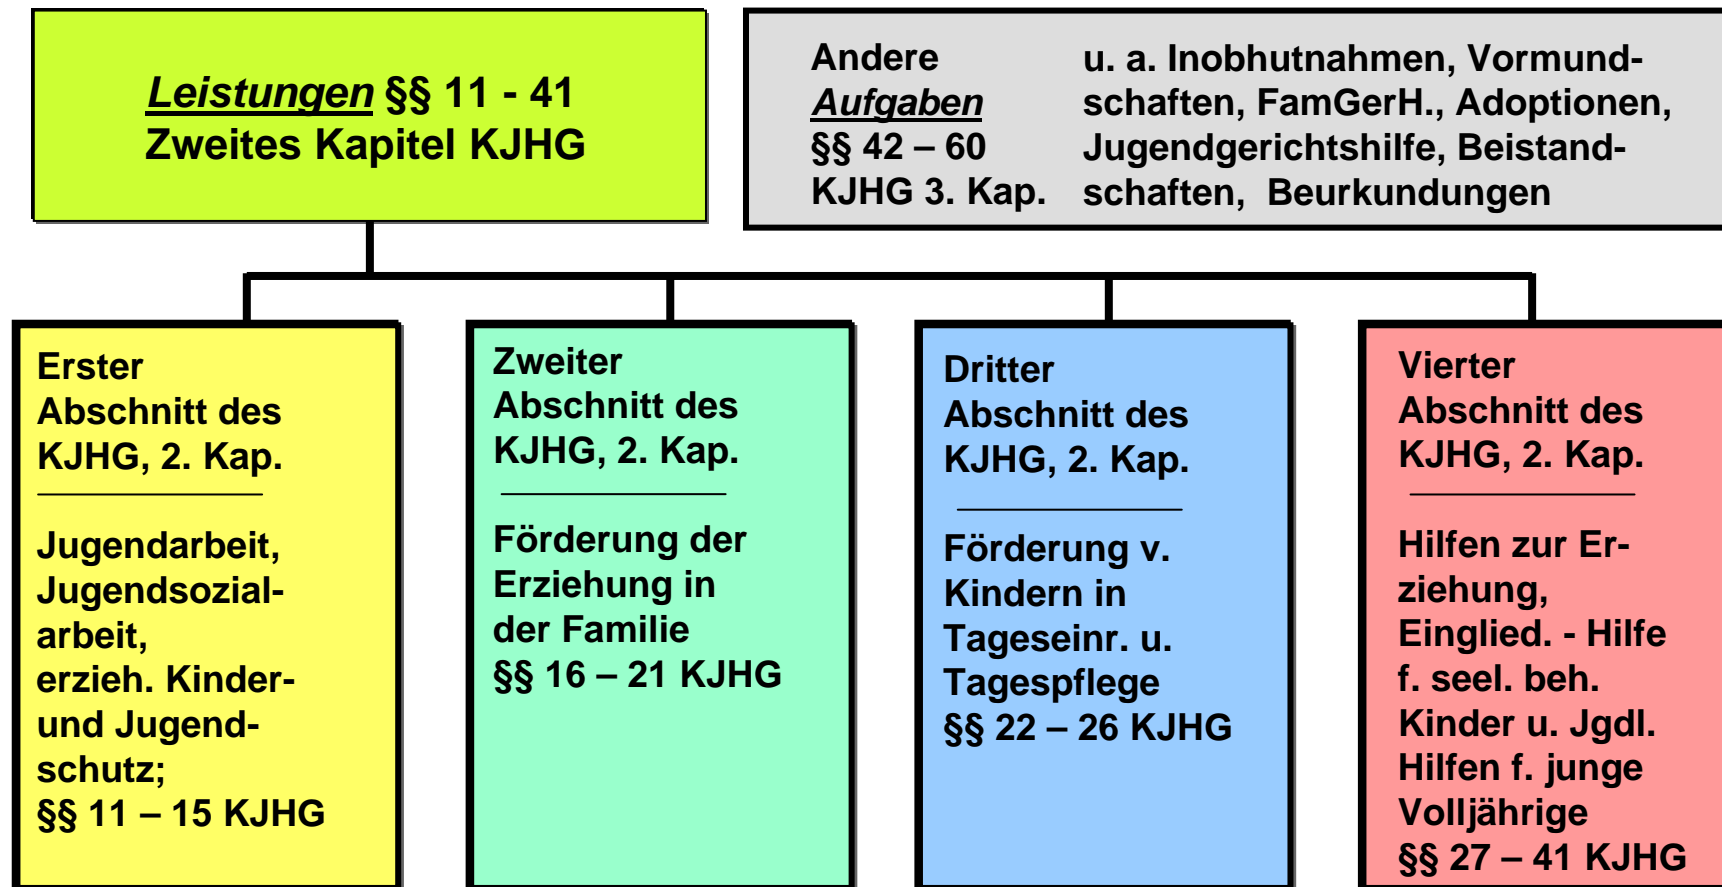 Leistungen §§ 11 - 41
Zweites Kapitel KJHG
Andere
Aufgaben
§§ 42 – 60
KJHG 3. Kap.
u. a. Inobhutnahmen, Vormund-
schaften, FamGerH., Adoptionen,
Jugendgerichtshilfe, Beistand-
schaften, Beurkundungen
Erster
Abschnitt des
KJHG, 2. Kap.
Jugendarbeit,
Jugendsozial-
arbeit,
erzieh. Kinder-
und Jugend-
schutz;
§§ 11 – 15 KJHG
Zweiter
Abschnitt des
KJHG, 2. Kap.
Förderung der
Erziehung in
der Familie
§§ 16 – 21 KJHG
Dritter
Abschnitt des
KJHG, 2. Kap.
Förderung v.
Kindern in
Tageseinr. u.
Tagespflege
§§ 22 – 26 KJHG
Vierter
Abschnitt des
KJHG, 2. Kap.
Hilfen zur Er-
ziehung,
Einglied. - Hilfe
f. seel. beh.
Kinder u. Jgdl.
Hilfen f. junge
Volljährige
§§ 27 – 41 KJHG